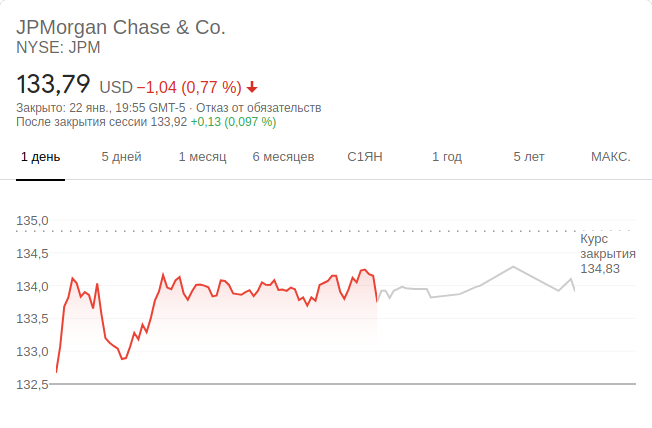 JPMorgan Chase & Co.
NYSE: JPM
133,79 USD −1,04 (0,77 %)
Закрыто: 22 янв., 19:55 GMT-5 · Отказ от обязательств
После закрытия сессии 133,92 +0,13 (0,097 %)
1 день 5 дней 1 месяц 6 месяцев С1ЯН 1 год 5 лет МАКС.
135,0
Курс
закрытия
134,83
134,5
134,0
133,5
133,0
132,5